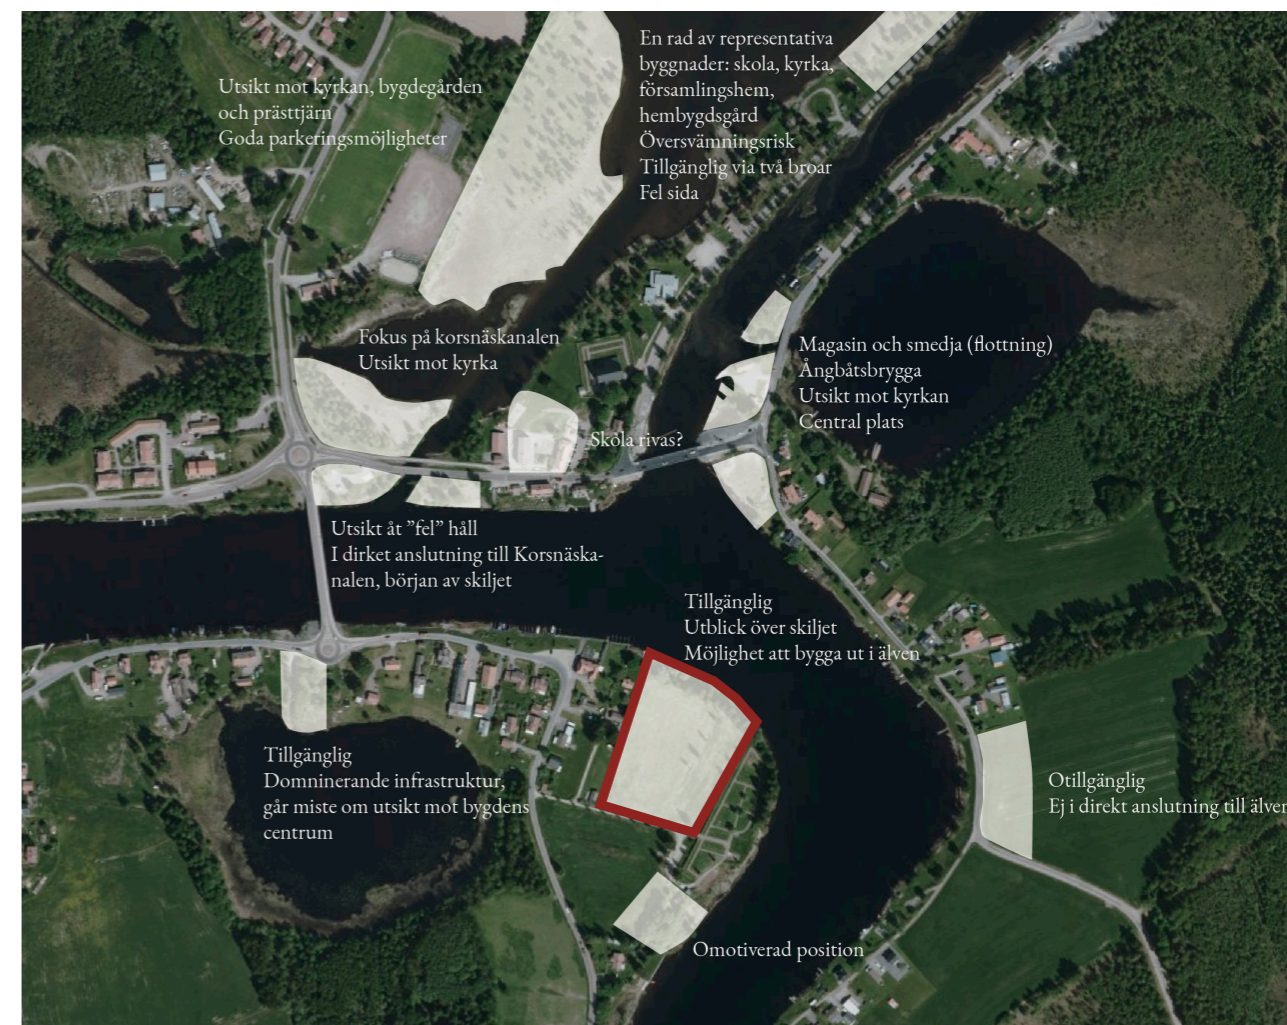 En rad av representativa
byggnader: skola, kyrka,
församlingshem,
hembygdsgård
Översvämningsrisk
Tillgänglig via två broar
Fel sida
Utsikt mot kyrkan, bygdegården
och prästtjärn
Goda parkeringsmöjligheter
Fokus på korsnäskanalen
Utsikt mot kyrka
Magasin och smedja (flottning)
Ångbåtsbrygga
Utsikt mot kyrkan
Central plats
Skola rivas?
Utsikt åt ”fel” håll
I dirket anslutning till Korsnäska-
nalen, början av skiljet
Tillgänglig
Utblick över skiljet
Möjlighet att bygga ut i älven
Tillgänglig
Domninerande infrastruktur,
går miste om utsikt mot bygdens
centrum
Otillgänglig
Ej i direkt anslutning till älven
Omotiverad position